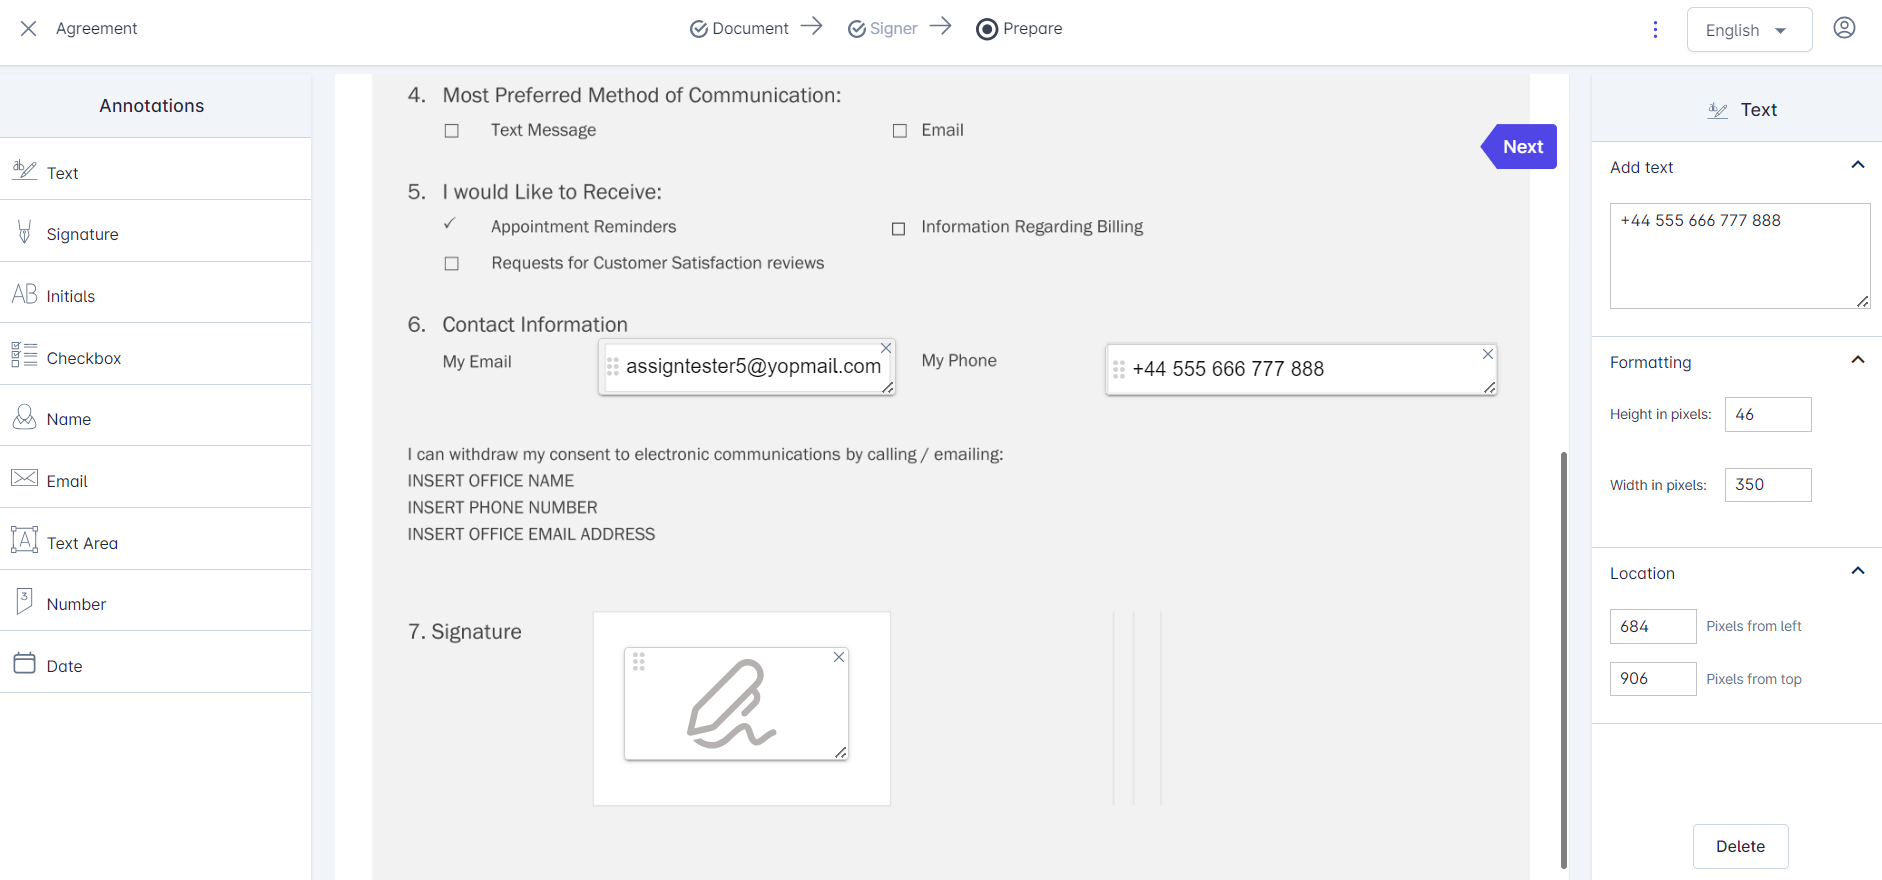 Agreement
Document
Signer
Prepare
English
Annotations
Text
Signature
AB Initials
Checkbox
Name
Email
A Text Area
3 Number
Date
4. Most Preferred Method of Communication:
Text Message
Email
Next
5. I would Like to Receive:
Appointment Reminders
Information Regarding Billing
Requests for Customer Satisfaction reviews
6. Contact Information
My Email
assigntester5@yopmail.com
My Phone
+44 555 666 777 888
I can withdraw my consent to electronic communications by calling / emailing:
INSERT OFFICE NAME
INSERT PHONE NUMBER
INSERT OFFICE EMAIL ADDRESS
7. Signature
ab Text
Add text
+44 555 666 777 888
Formatting
Height in pixels: 46
Width in pixels: 350
Location
684 Pixels from left
906 Pixels from top
Delete